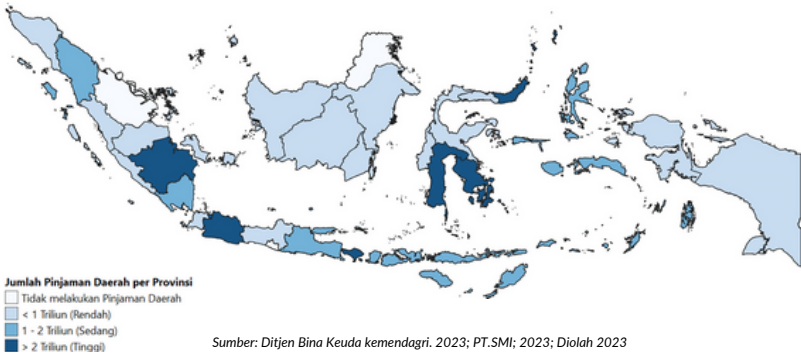 Jumlah Pinjaman Daerah per Provinsi
Tidak melakukan Pinjaman Daerah
< 1 Triliun (Rendah)
1 - 2 Triliun (Sedang)
> 2 Triliun (Tinggi)
Sumber: Ditjen Bina Keuda kemendagri. 2023; PT.SMI; 2023; Diolah 2023